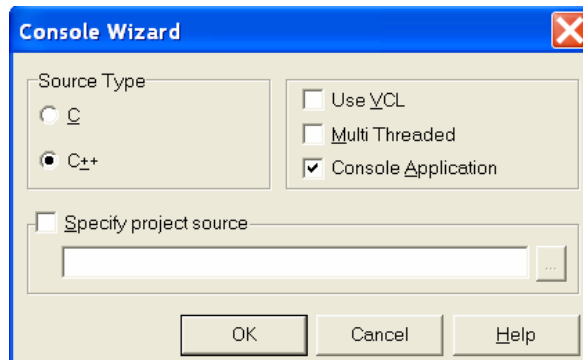 Console Wizard
Source Type
C
C++
Use VCL
Multi Threaded
Console Application
Specify project source
...
OK
Cancel
Help